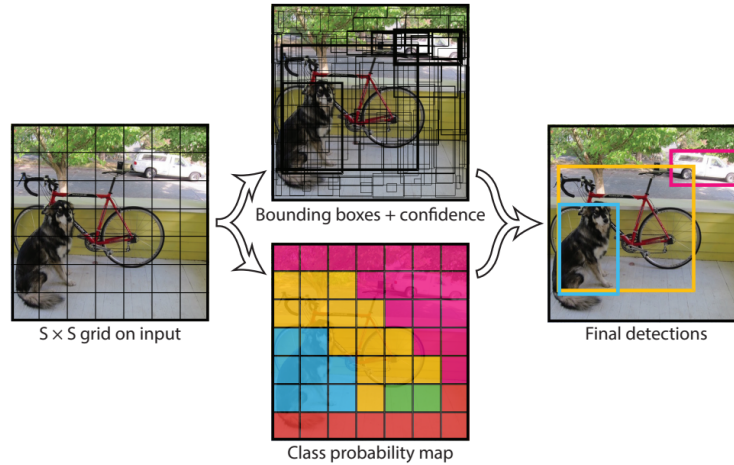 Bounding boxes + confidence
S × S grid on input
Final detections
Class probability map